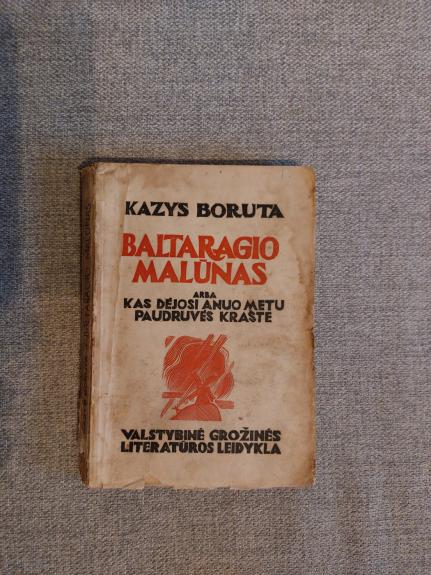 KAZYS BORUTA
BALTARAGIO
MALŪNAS
ARBA
KAS DĖJOSI ANUO METU
PAUDRUVĖS KRAŠTE
VALSTYBINĖ GROŽINĖS
LITERATŪROS LEIDYKLA